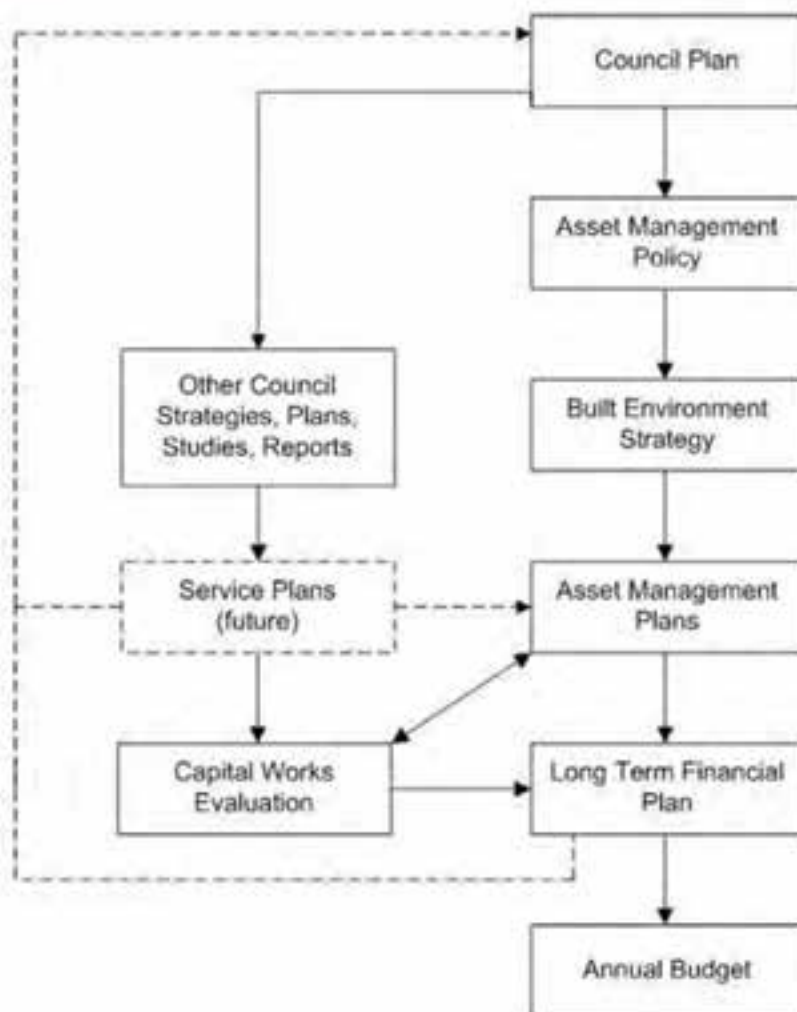 Council Plan
Asset Management
Policy
Other Council
Strategies, Plans,
Studies, Reports
Built Environment
Strategy
Service Plans
(future)
Asset Management
Plans
Capital Works
Evaluation
Long Term Financial
Plan
Annual Budget